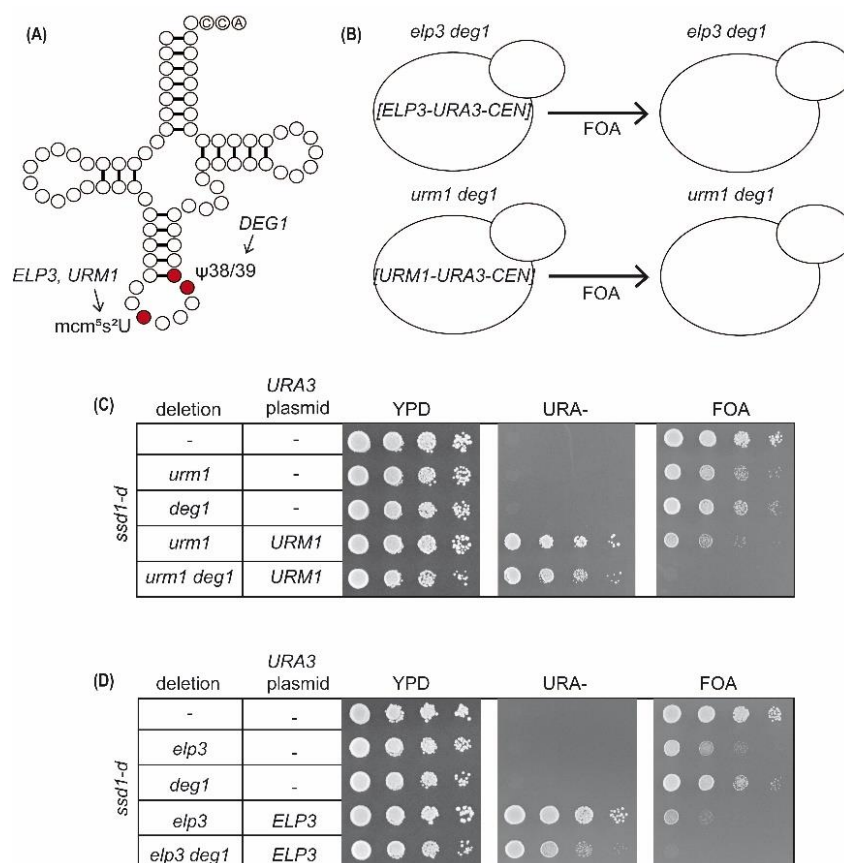 (A)
C C A
DEG1
ψ38/39
ELP3, URM1
mcm⁵s²U
(B)
elp3 deg1 elp3 deg1
[ELP3-URA3-CEN]
FOA
urm1 deg1 urm1 deg1
[URM1-URA3-CEN]
FOA
(C)
URA3
deletion plasmid YPD URA- FOA
ssd1-d
- -
urm1 -
deg1 -
urm1 URM1
urm1 deg1 URM1
(D)
URA3
deletion plasmid YPD URA- FOA
ssd1-d
- -
elp3 -
deg1 -
elp3 ELP3
elp3 deg1 ELP3